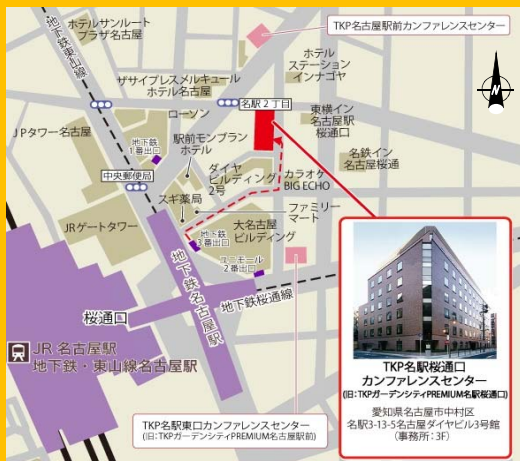 ホテルサンルート
プラザ名古屋
TKP名古屋駅前カンファレンスセンター
地下鉄東山線
ホテル
ステーション
インナゴヤ
ザサイプレスメルキュール
ホテル名古屋
名駅2丁目
ローソン
東横イン
名古屋駅
桜通口
JPタワー名古屋
地下鉄
1番出口
駅前モンブラン
ホテル
名鉄イン
名古屋桜通
中央郵便局
ダイヤ
ビルディング
2号
カラオケ
BIG ECHO
スギ薬局
ファミリー
マート
JRゲートタワー
大名古屋
ビルディング
地下鉄
3番出口
ユニモール
2番出口
地下鉄名古屋駅
桜通口
地下鉄桜通線
JR 名古屋駅
地下鉄・東山線名古屋駅
TKP名駅桜通口
カンファレンスセンター
(旧:TKPガーデンシティPREMIUM名駅桜通口)
愛知県名古屋市中村区
名駅3-13-5名古屋ダイヤビル3号館
(事務所:3F)
TKP名駅東口カンファレンスセンター
(旧:TKPガーデンシティPREMIUM名古屋駅前)